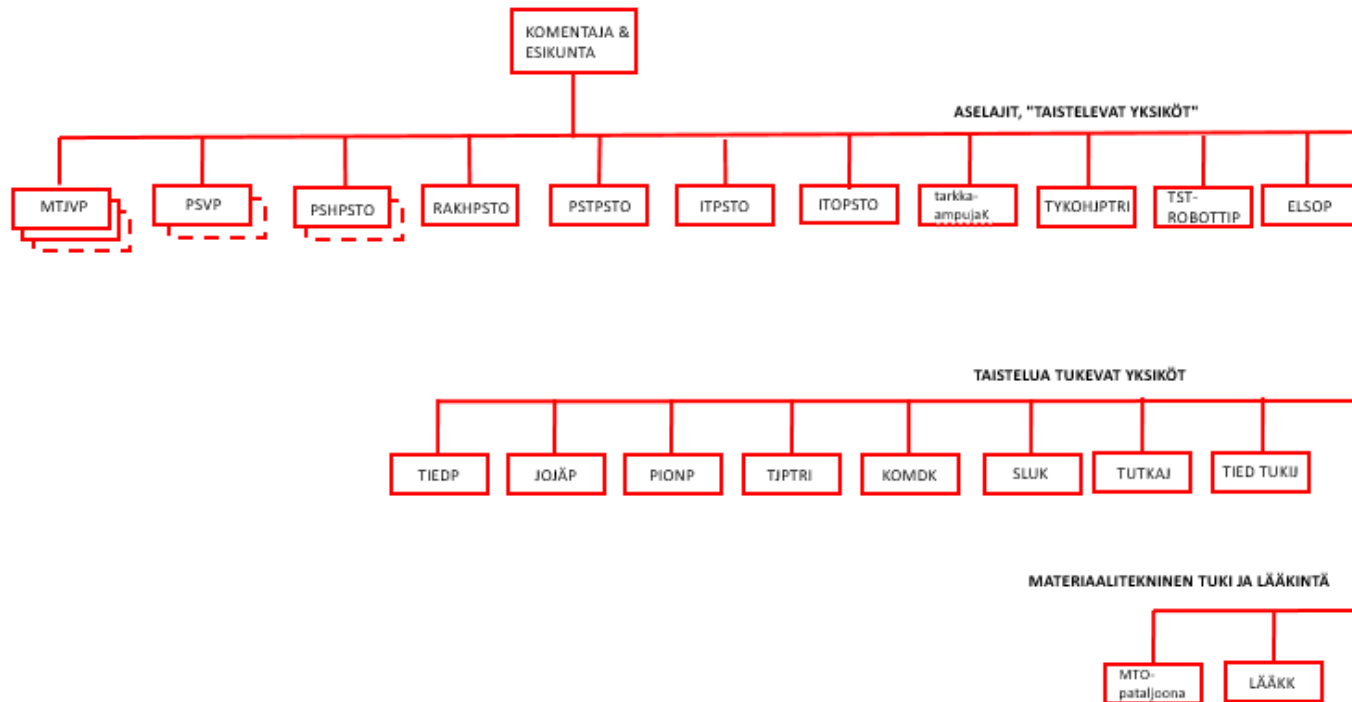 KOMENTAJA &
ESIKUNTA
ASELAJIT, "TAISTELEVAT YKSIKÖT"
MTJVP
PSVP
PSHPSTO
RAKHPSTO
PSTPSTO
ITPSTO
ITOPSTO
tarkka-
ampujaK
TYKOHJPTRI
TST-
ROBOTTIP
ELSOP
TAISTELUA TUKEVAT YKSIKÖT
TIEDP
JOJÄP
PIONP
TJPTRI
KOMDK
SLUK
TUTKAJ
TIED TUKIJ
MATERIAALITEKNINEN TUKI JA LÄÄKINTÄ
MTO-
pataljoona
LÄÄKK